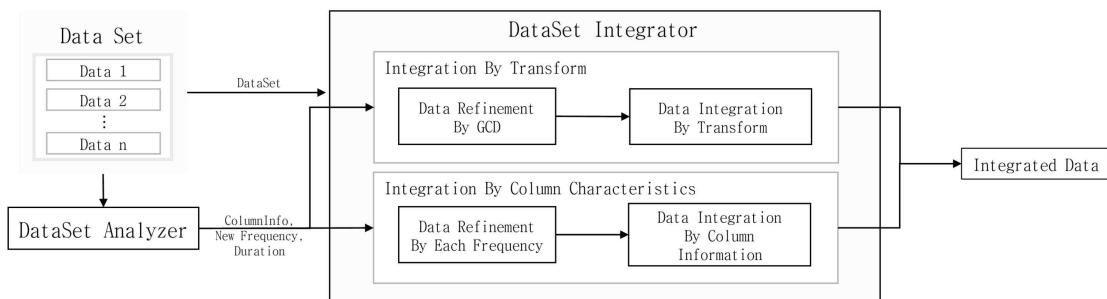 Data Set
Data 1
Data 2
⋮
Data n
DataSet Analyzer
DataSet
ColumnInfo,
New Frequency,
Duration
DataSet Integrator
Integration By Transform
Data Refinement
By GCD
Data Integration
By Transform
Integration By Column Characteristics
Data Refinement
By Each Frequency
Data Integration
By Column
Information
Integrated Data